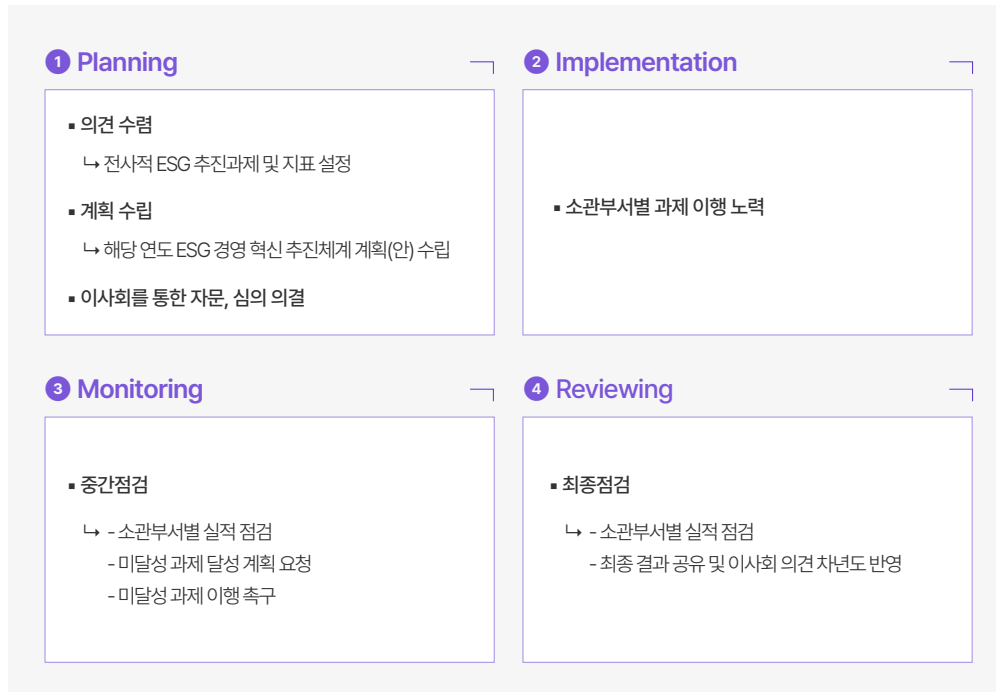 1 Planning
▪ 의견 수렴
↳ 전사적 ESG 추진과제 및 지표 설정
▪ 계획 수립
↳ 해당 연도 ESG 경영 혁신 추진체계 계획(안) 수립
▪ 이사회를 통한 자문, 심의 의결
2 Implementation
▪ 소관부서별 과제 이행 노력
3 Monitoring
▪ 중간점검
↳ - 소관부서별 실적 점검
- 미달성 과제 달성 계획 요청
- 미달성 과제 이행 촉구
4 Reviewing
▪ 최종점검
↳ - 소관부서별 실적 점검
- 최종 결과 공유 및 이사회 의견 차년도 반영